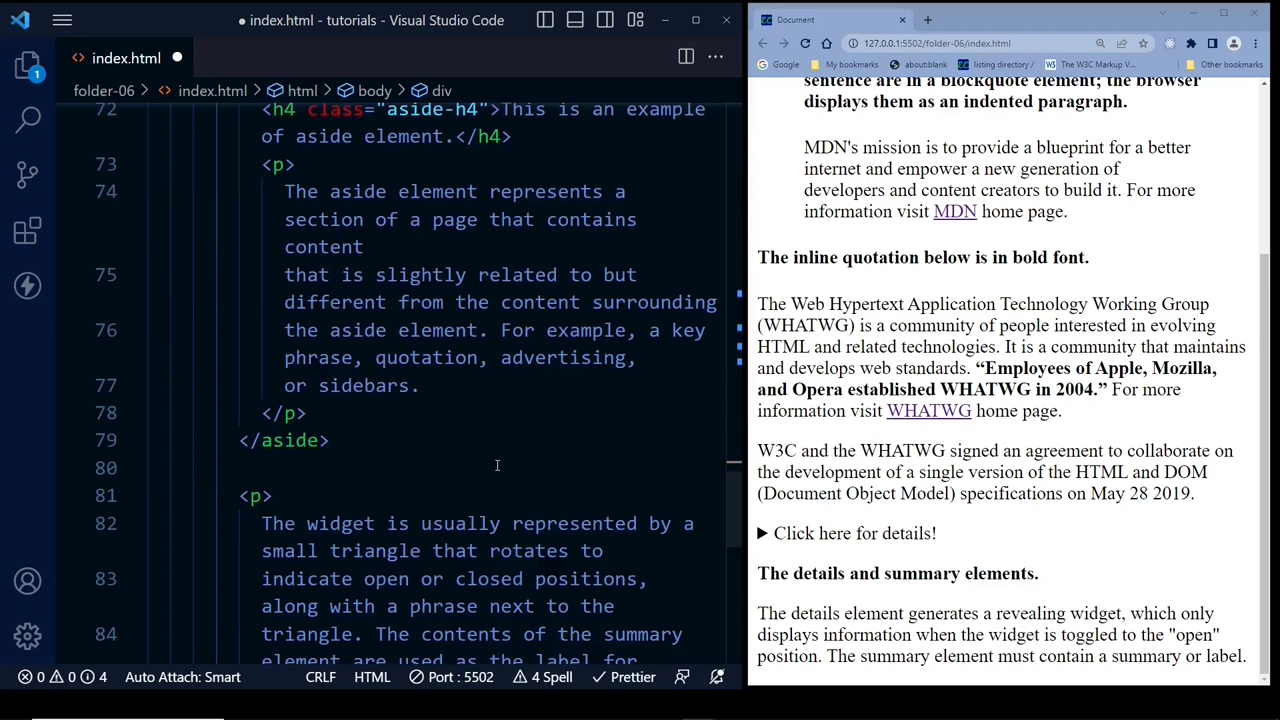 index.html - tutorials - Visual Studio Code
index.html
folder-06 > index.html > html > body > div
72 <h4 class="aside-h4">This is an example
of aside element.</h4>
73 <p>
74 The aside element represents a
section of a page that contains
content
75 that is slightly related to but
different from the content surrounding
76 the aside element. For example, a key
phrase, quotation, advertising,
77 or sidebars.
78 </p>
79 </aside>
80
81 <p>
82 The widget is usually represented by a
small triangle that rotates to
83 indicate open or closed positions,
along with a phrase next to the
84 triangle. The contents of the summary
element are used as the label for
1
0 0 4 Auto Attach: Smart CRLF HTML Port : 5502 4 Spell Prettier
Document
127.0.0.1:5502/folder-06/index.html
Google My bookmarks about:blank listing directory / The W3C Markup V... Other bookmarks
sentence are in a blockquote element; the browser
displays them as an indented paragraph.
MDN's mission is to provide a blueprint for a better
internet and empower a new generation of
developers and content creators to build it. For more
information visit MDN home page.
The inline quotation below is in bold font.
The Web Hypertext Application Technology Working Group
(WHATWG) is a community of people interested in evolving
HTML and related technologies. It is a community that maintains
and develops web standards. “Employees of Apple, Mozilla,
and Opera established WHATWG in 2004.” For more
information visit WHATWG home page.
W3C and the WHATWG signed an agreement to collaborate on
the development of a single version of the HTML and DOM
(Document Object Model) specifications on May 28 2019.
Click here for details!
The details and summary elements.
The details element generates a revealing widget, which only
displays information when the widget is toggled to the "open"
position. The summary element must contain a summary or label.